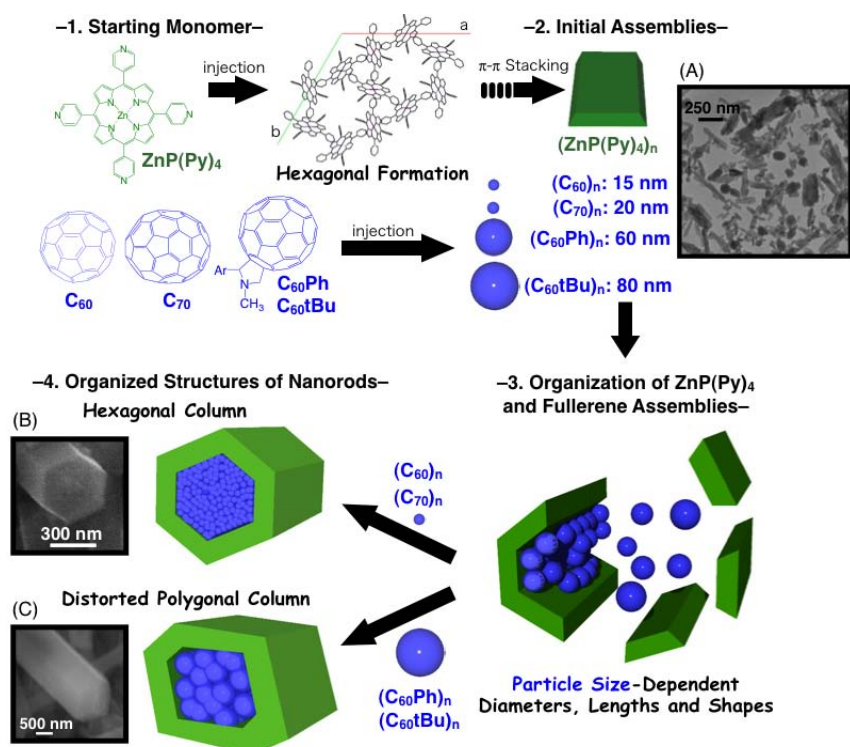 –1. Starting Monomer–
N
N
N
N
N
N
Zn
N
N
ZnP(Py)₄
injection
a
b
Hexagonal Formation
–2. Initial Assemblies–
π-π Stacking
(ZnP(Py)₄)ₙ
(A)
250 nm
C₆₀
C₇₀
Ar
N
CH₃
C₆₀Ph
C₆₀tBu
injection
(C₆₀)ₙ: 15 nm
(C₇₀)ₙ: 20 nm
(C₆₀Ph)ₙ: 60 nm
(C₆₀tBu)ₙ: 80 nm
–3. Organization of ZnP(Py)₄
and Fullerene Assemblies–
Particle Size-Dependent
Diameters, Lengths and Shapes
–4. Organized Structures of Nanorods–
Hexagonal Column
(B)
300 nm
(C₆₀)ₙ
(C₇₀)ₙ
Distorted Polygonal Column
(C)
500 nm
(C₆₀Ph)ₙ
(C₆₀tBu)ₙ